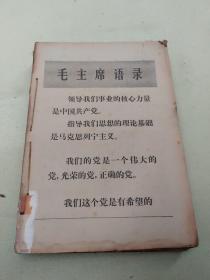 毛主席语录
领导我们事业的核心力量
是中国共产党。
指导我们思想的理论基础
是马克思列宁主义。
我们的党是一个伟大的
党,光荣的党,正确的党。
我们这个党是有希望的